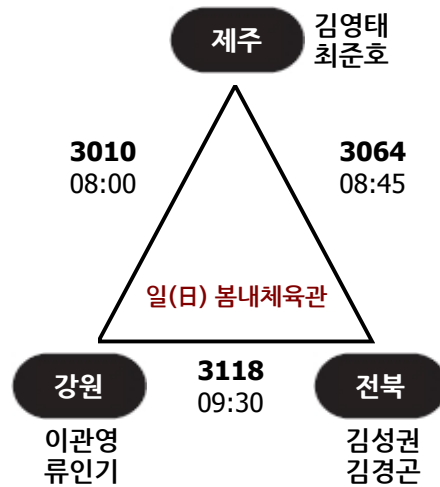 제주
김영태
최준호
3010
08:00
3064
08:45
일(日) 봄내체육관
강원
3118
09:30
전북
이관영
류인기
김성권
김경곤